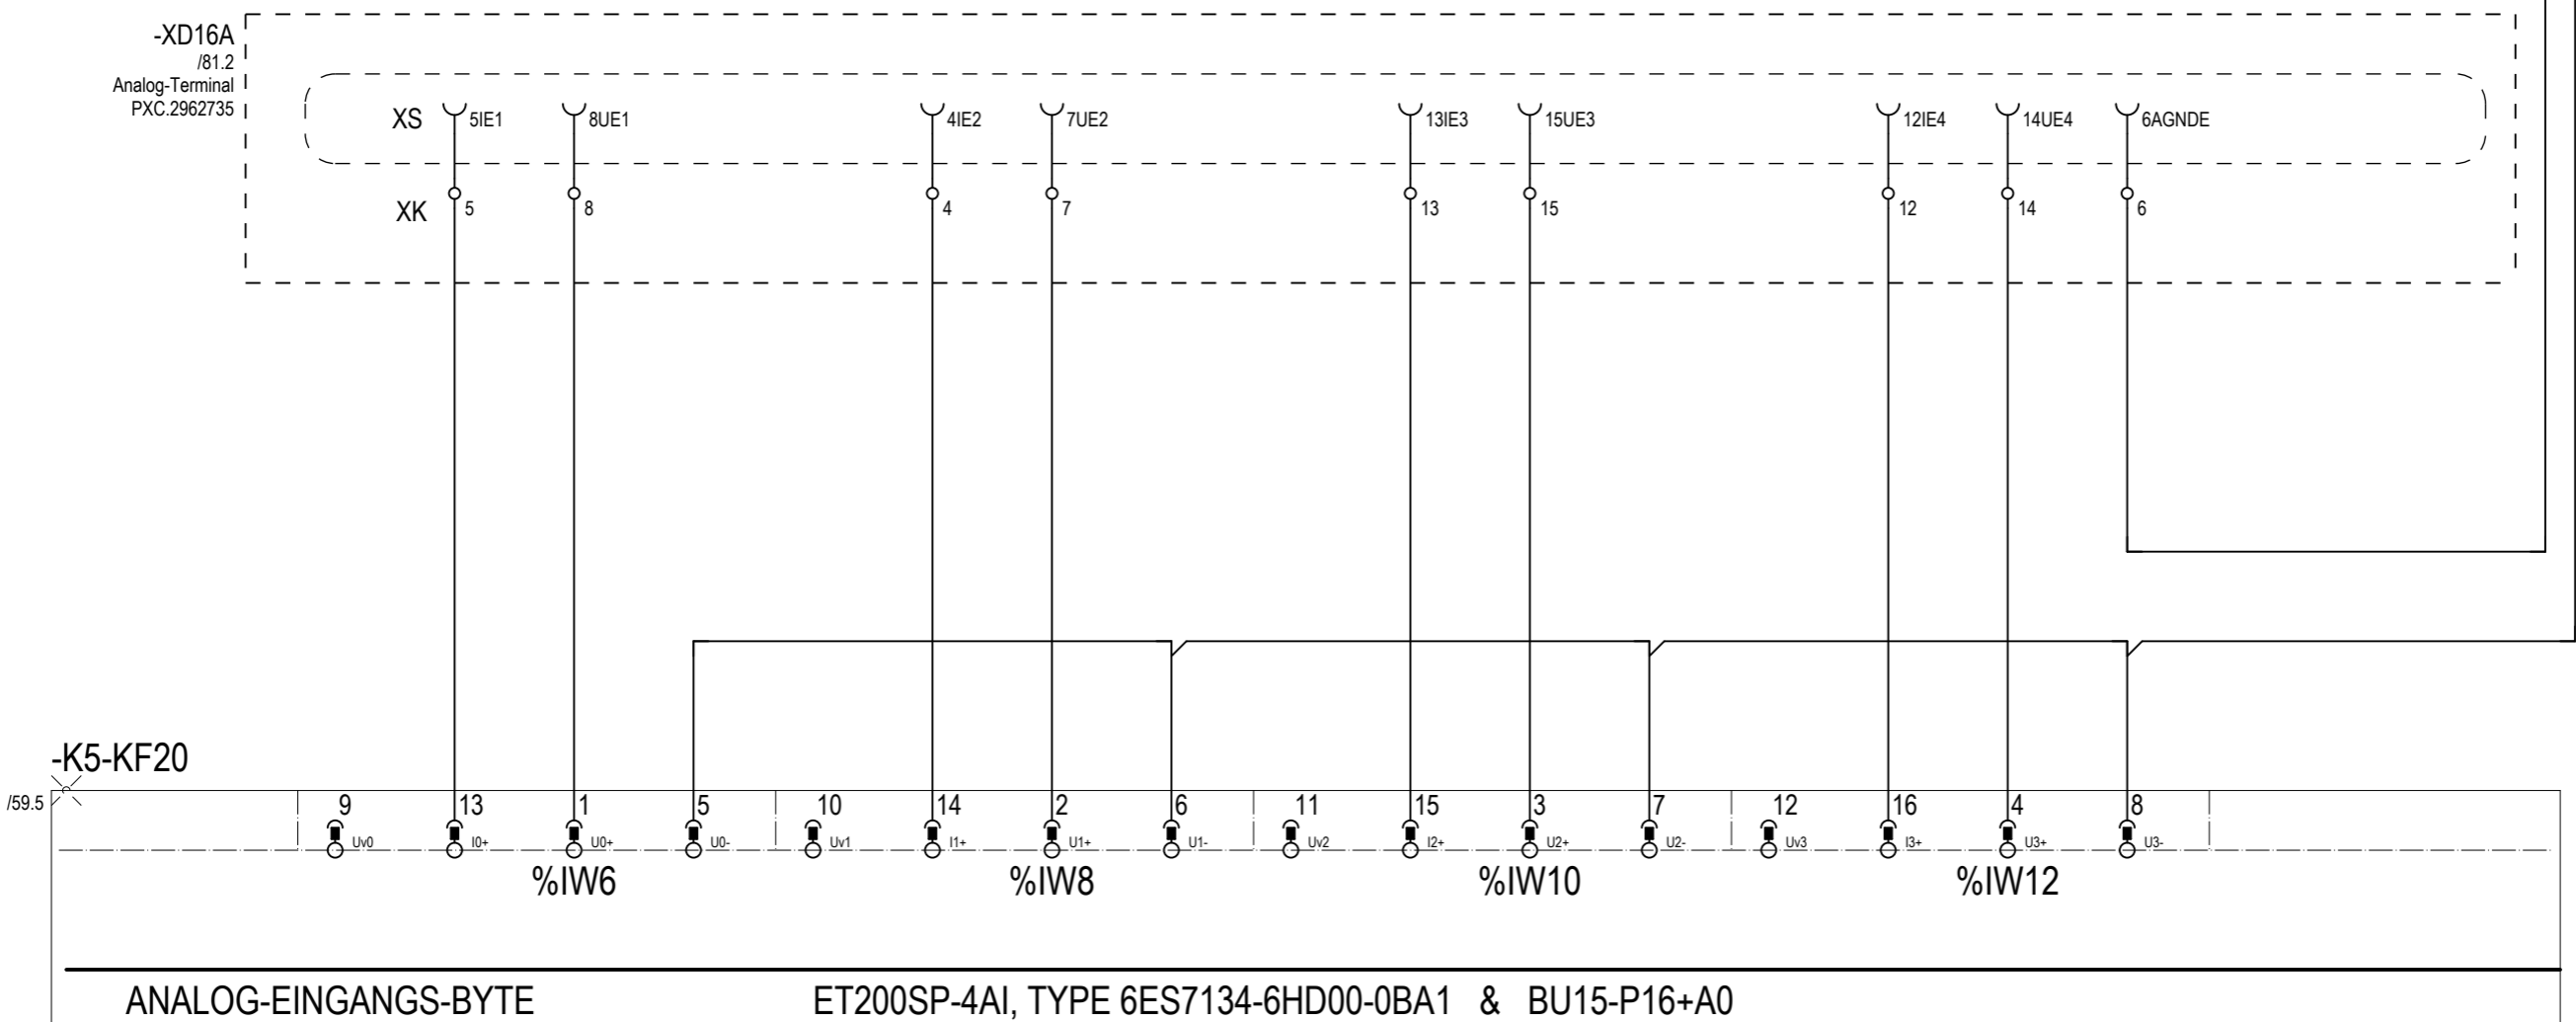 -XD16A
/81.2
Analog-Terminal
PXC.2962735
XS 5IE1 8UE1 4IE2 7UE2 13IE3 15UE3 12IE4 14UE4 6AGNDE
XK 5 8 4 7 13 15 12 14 6
-K5-KF20
/59.5
9 13 1 5 10 14 2 6 11 15 3 7 12 16 4 8
Uv0 I0+ U0+ U0- Uv1 I1+ U1+ U1- Uv2 I2+ U2+ U2- Uv3 I3+ U3+ U3-
%IW6 %IW8 %IW10 %IW12
ANALOG-EINGANGS-BYTE ET200SP-4AI, TYPE 6ES7134-6HD00-0BA1 & BU15-P16+A0